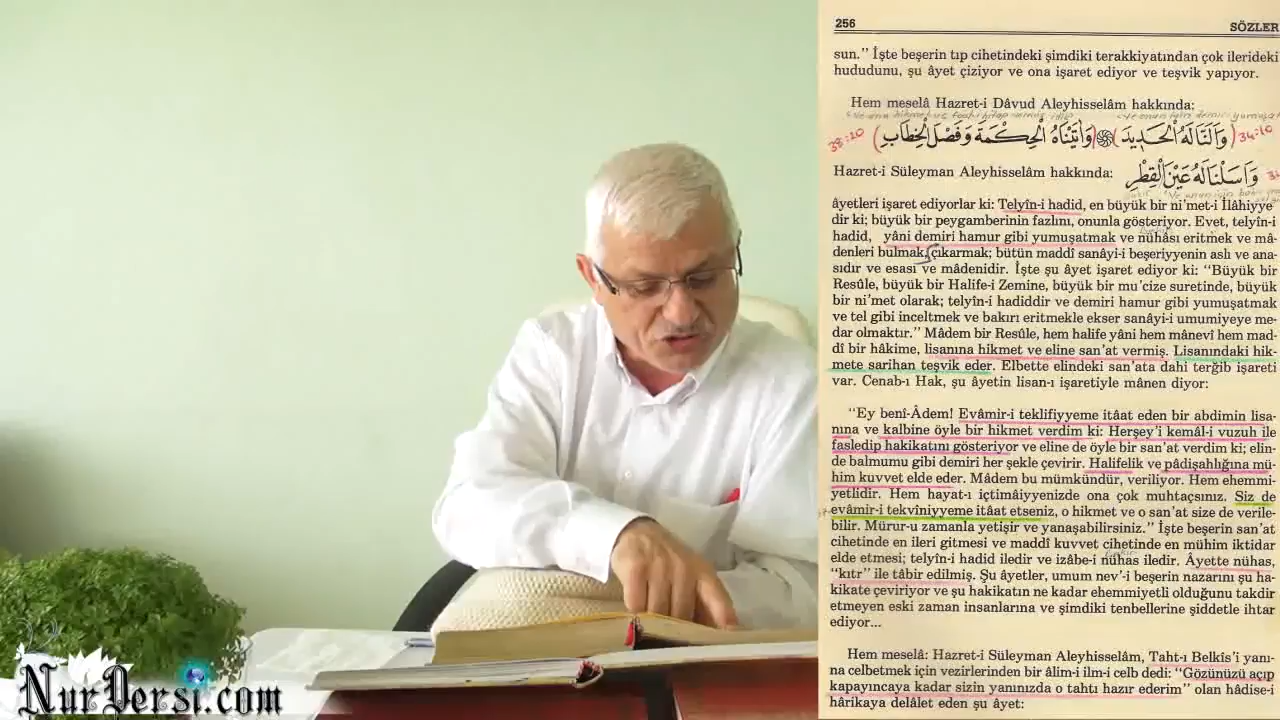 256
SÖZLER
sun." İşte beşerin tıp cihetindeki şimdiki terakkiyatından çok ilerideki
hududunu, şu âyet çiziyor ve ona işaret ediyor ve teşvik yapıyor.
Hem meselâ Hazret-i Dâvud Aleyhisselâm hakkında:
34:10 (وَاَلَنَّالَهُ الْحَدِيدَ) (وَاٰتَيْنَاهُ الْحِكْمَةَ وَفَصْلَ الْخِطَابِ) 38:20
Hazret-i Süleyman Aleyhisselâm hakkında: وَاَسَلْنَالَهُ عَيْنَ الْقِطْرِ
âyetleri işaret ediyorlar ki: Telyîn-i hadid, en büyük bir ni'met-i İlâhiyye
dir ki; büyük bir peygamberinin fazlını, onunla gösteriyor. Evet, telyîn-i
hadid, yâni demiri hamur gibi yumuşatmak ve nühâsı eritmek ve mâ-
denleri bulmak, çıkarmak; bütün maddî sanâyi-i beşeriyyenin aslı ve ana-
sıdır ve esası ve mâdenidir. İşte şu âyet işaret ediyor ki: "Büyük bir
Resûle, büyük bir Halife-i Zemine, büyük bir mu'cize suretinde, büyük
bir ni'met olarak; telyîn-i hadiddir ve demiri hamur gibi yumuşatmak
ve tel gibi inceltmek ve bakırı eritmekle ekser sanâyi-i umumiyeye me-
dar olmaktır." Mâdem bir Resûle, hem halife yâni hem mânevî hem mad-
dî bir hâkime, lisanına hikmet ve eline san'at vermiş. Lisanındaki hik-
mete sarihan teşvik eder. Elbette elindeki san'ata dahi terğib işareti
var. Cenab-ı Hak, şu âyetin lisan-ı işaretiyle mânen diyor:
"Ey benî-Âdem! Evâmir-i teklifiyyeme itâat eden bir abdimin lisa-
nına ve kalbine öyle bir hikmet verdim ki: Herşey'i kemâl-i vuzuh ile
fasledip hakikatını gösteriyor ve eline de öyle bir san'at verdim ki; elin-
de balmumu gibi demiri her şekle çevirir. Halifelik ve pâdişahlığına mü-
him kuvvet elde eder. Mâdem bu mümkündür, veriliyor. Hem ehemmi-
yetlidir. Hem hayat-ı içtimâiyyenizde ona çok muhtaçsınız. Siz de
evâmir-i tekvîniyyeme itâat etseniz, o hikmet ve o san'at size de verile-
bilir. Mürur-u zamanla yetişir ve yanaşabilirsiniz." İşte beşerin san'at
cihetinde en ileri gitmesi ve maddî kuvvet cihetinde en mühim iktidar
elde etmesi; telyîn-i hadid iledir ve izâbe-i nühas iledir. Âyette nühas,
"kıtr" ile tâbir edilmiş. Şu âyetler, umum nev'-i beşerin nazarını şu ha-
kikate çeviriyor ve şu hakikatın ne kadar ehemmiyetli olduğunu takdir
etmeyen eski zaman insanlarına ve şimdiki tenbellerine şiddetle ihtar
ediyor...
Hem meselâ: Hazret-i Süleyman Aleyhisselâm, Taht-ı Belkis'i yanı-
na celbetmek için vezirlerinden bir âlim-i ilm-i celb dedi: "Gözünüzü açıp
kapayıncaya kadar sizin yanınızda o tahtı hazır ederim" olan hâdise-i
hârikaya delâlet eden şu âyet:
NurDersi.com